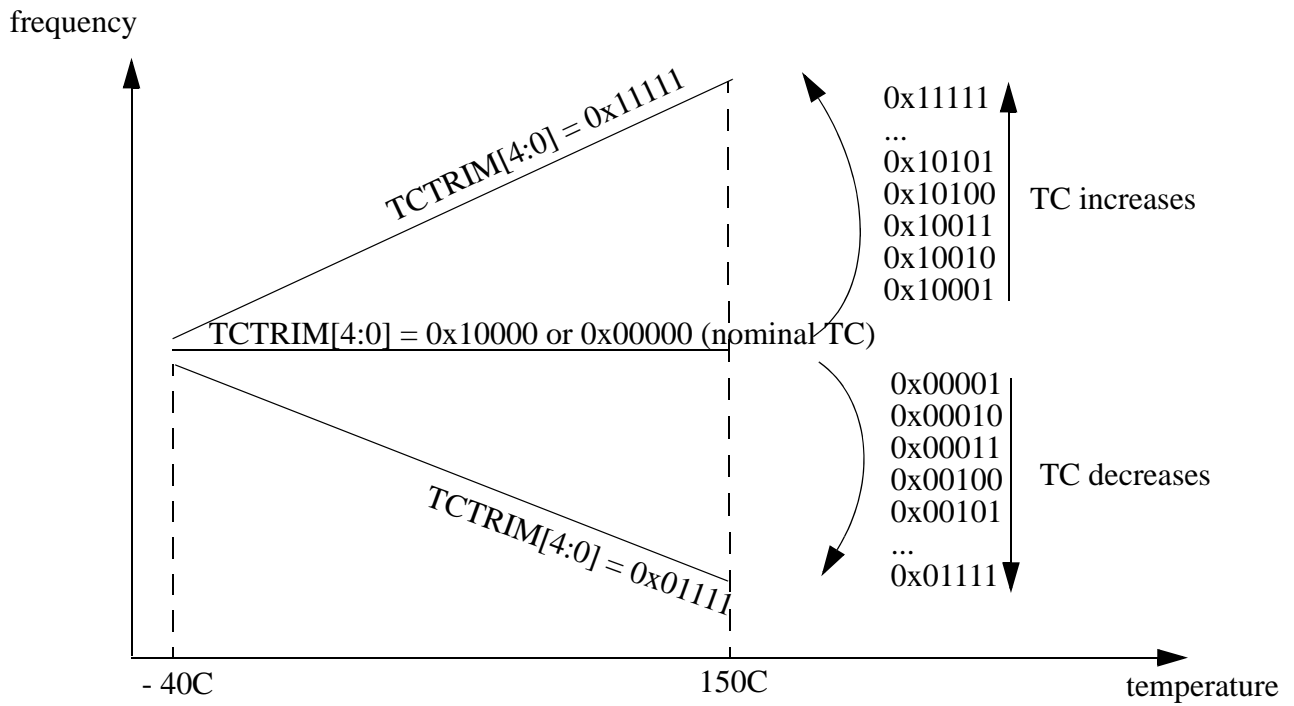 frequency
TCTRIM[4:0] = 0x11111
0x11111
...
0x10101
0x10100
0x10011
0x10010
0x10001
TC increases
TCTRIM[4:0] = 0x10000 or 0x00000 (nominal TC)
0x00001
0x00010
0x00011
0x00100
0x00101
...
0x01111
TC decreases
TCTRIM[4:0] = 0x01111
- 40C
150C
temperature